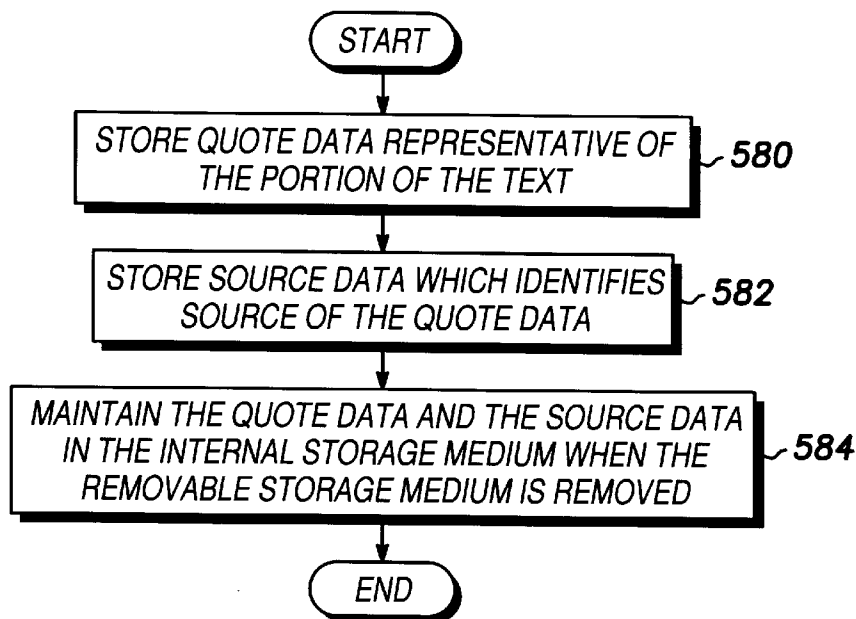 START
STORE QUOTE DATA REPRESENTATIVE OF
THE PORTION OF THE TEXT
580
STORE SOURCE DATA WHICH IDENTIFIES
SOURCE OF THE QUOTE DATA
582
MAINTAIN THE QUOTE DATA AND THE SOURCE DATA
IN THE INTERNAL STORAGE MEDIUM WHEN THE
REMOVABLE STORAGE MEDIUM IS REMOVED
584
END